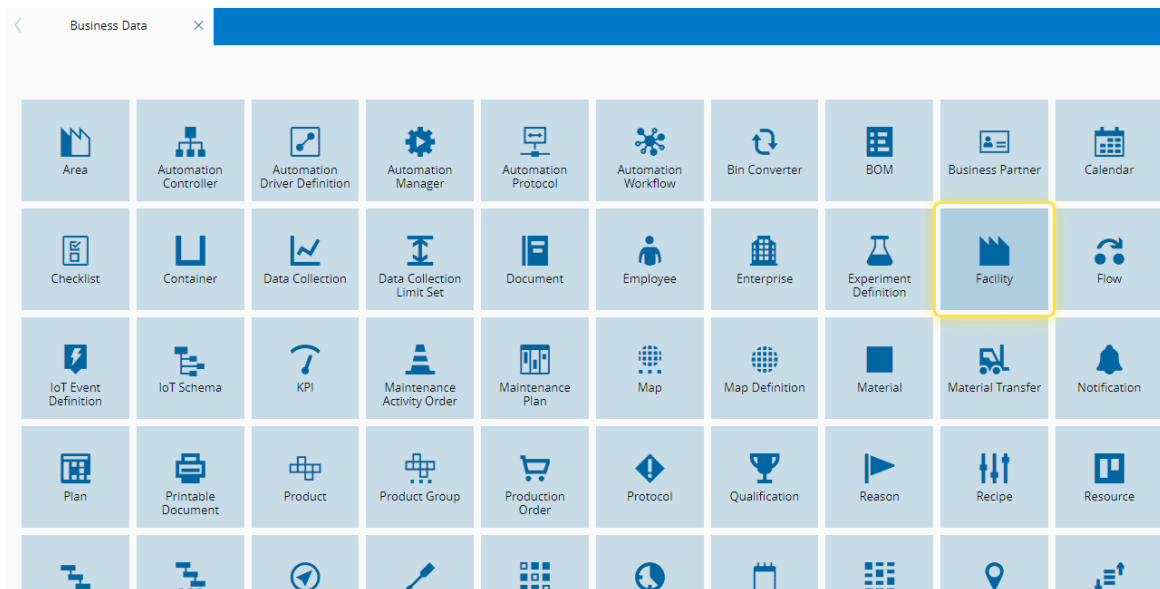 Business Data
Area
Automation
Controller
Automation
Driver Definition
Automation
Manager
Automation
Protocol
Automation
Workflow
Bin Converter
BOM
Business Partner
Calendar
Checklist
Container
Data Collection
Data Collection
Limit Set
Document
Employee
Enterprise
Experiment
Definition
Facility
Flow
IoT Event
Definition
IoT Schema
KPI
Maintenance
Activity Order
Maintenance
Plan
Map
Map Definition
Material
Material Transfer
Notification
Plan
Printable
Document
Product
Product Group
Production
Order
Protocol
Qualification
Reason
Recipe
Resource